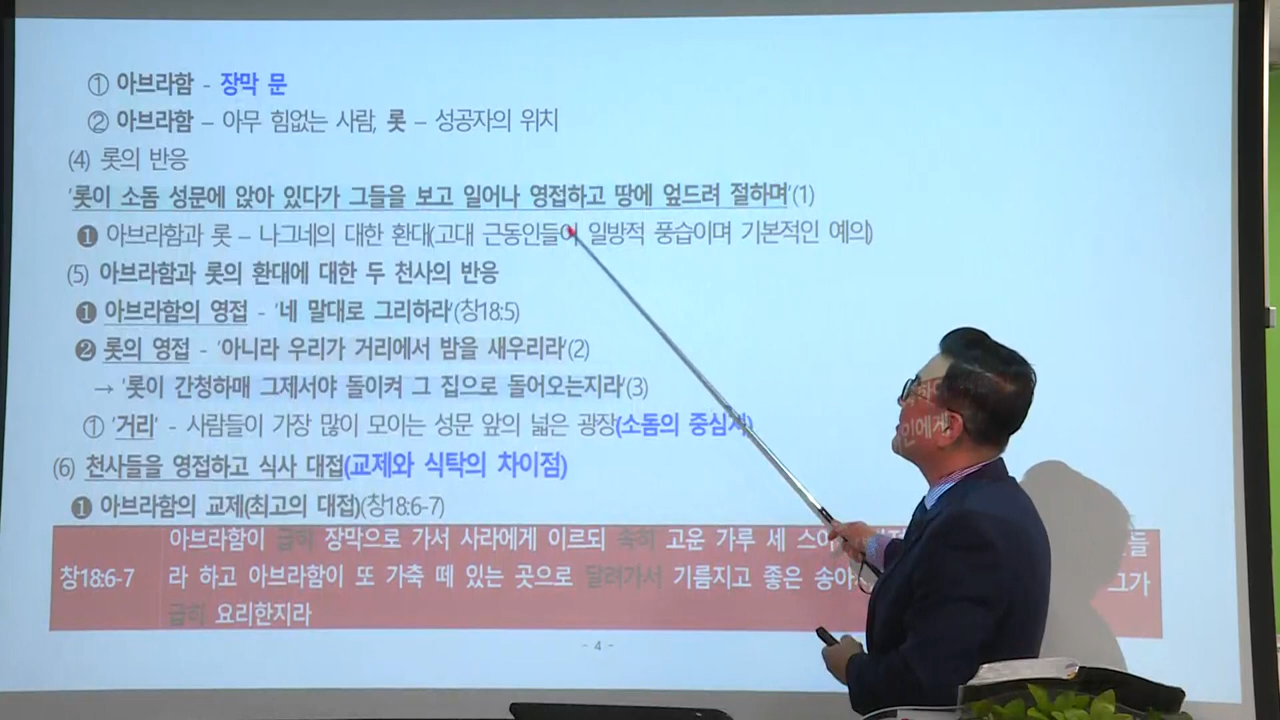 ① 아브라함 - 장막 문
② 아브라함 – 아무 힘없는 사람, 롯 – 성공자의 위치
(4) 롯의 반응
'롯이 소돔 성문에 앉아 있다가 그들을 보고 일어나 영접하고 땅에 엎드려 절하며'(1)
❶ 아브라함과 롯 – 나그네의 대한 환대(고대 근동인들이 일방적 풍습이며 기본적인 예의)
(5) 아브라함과 롯의 환대에 대한 두 천사의 반응
❶ 아브라함의 영접 - '네 말대로 그리하라'(창18:5)
❷ 롯의 영접 - '아니라 우리가 거리에서 밤을 새우리라'(2)
→ '롯이 간청하매 그제서야 돌이켜 그 집으로 돌어오는지라'(3)
① '거리' - 사람들이 가장 많이 모이는 성문 앞의 넓은 광장(소돔의 중심지)
(6) 천사들을 영접하고 식사 대접(교제와 식탁의 차이점)
❶ 아브라함의 교제(최고의 대접)(창18:6-7)
아브라함이 급히 장막으로 가서 사라에게 이르되 속히 고운 가루 세
창18:6-7 라 하고 아브라함이 또 가축 떼 있는 곳으로 달려가서 기름지고 좋은 그가
급히 요리한지라
- 4 -